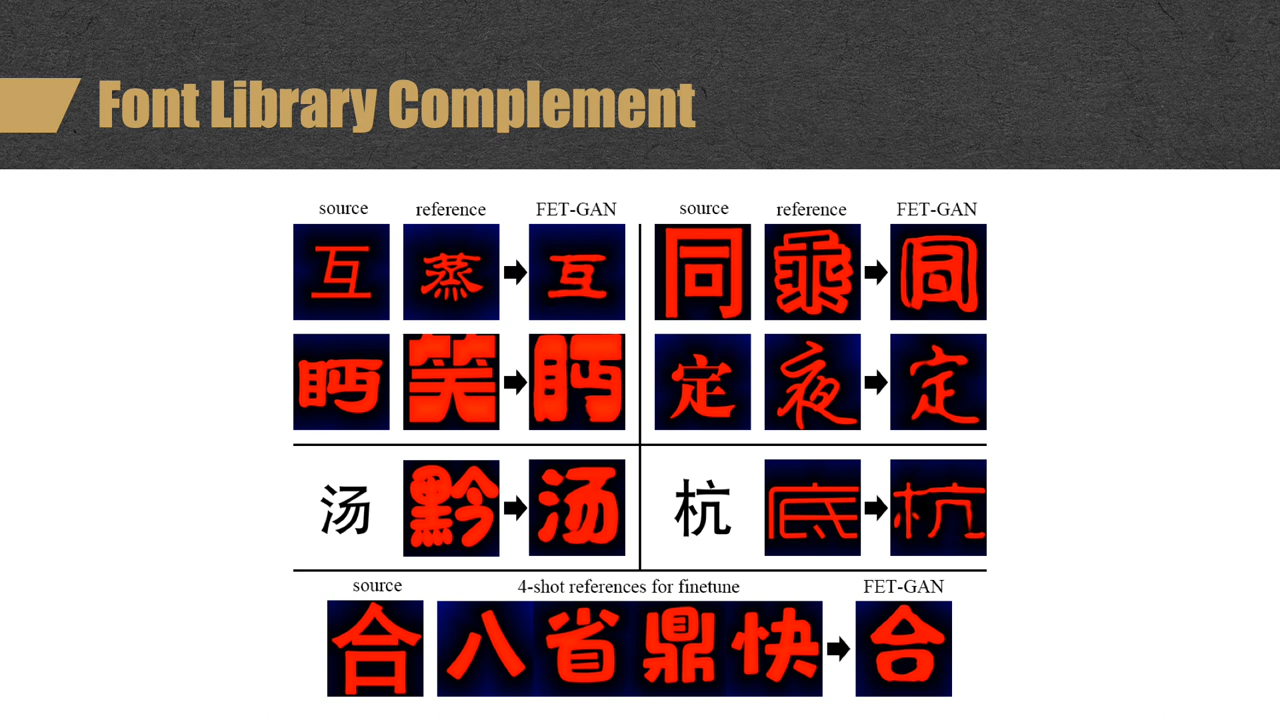 Font Library Complement
source reference FET-GAN source reference FET-GAN
互 蒸 互 同 乘 同
眄 笑 眄 定 夜 定
汤 黔 汤 杭 底 杭
source 4-shot references for finetune FET-GAN
合 八 省 鼎 快 合